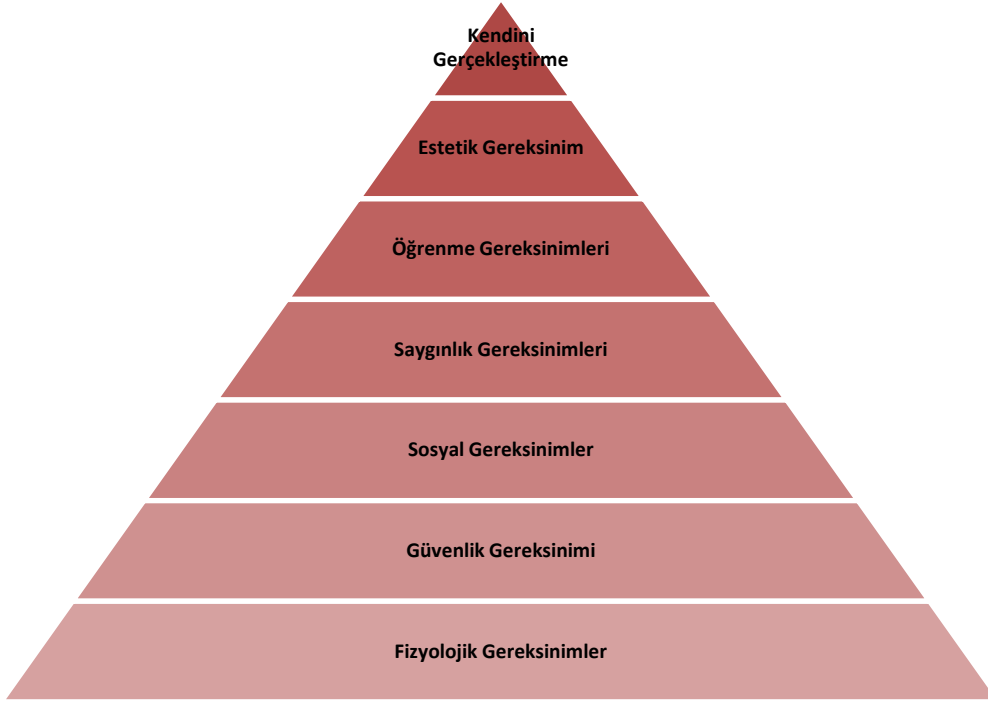 Kendini
Gerçekleştirme
Estetik Gereksinim
Öğrenme Gereksinimleri
Saygınlık Gereksinimleri
Sosyal Gereksinimler
Güvenlik Gereksinimi
Fizyolojik Gereksinimler